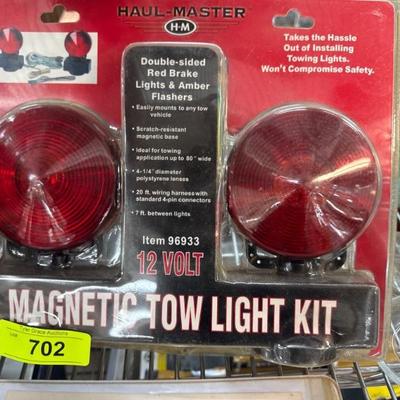 HAUL-MASTER
H-M
Takes the Hassle
Out of Installing
Towing Lights.
Won't Compromise Safety.
Double-sided
Red Brake
Lights & Amber
Flashers
• Easily mounts to any tow
vehicle
• Scratch-resistant
magnetic base
• Ideal for towing
application up to 80" wide
• 4-1/4" diameter
polystyrene lenses
• 20 ft. wiring harness with
standard 4-pin connectors
• 7 ft. between lights
Item 96933
12 VOLT
MAGNETIC TOW LIGHT KIT
Grace Auctions
702